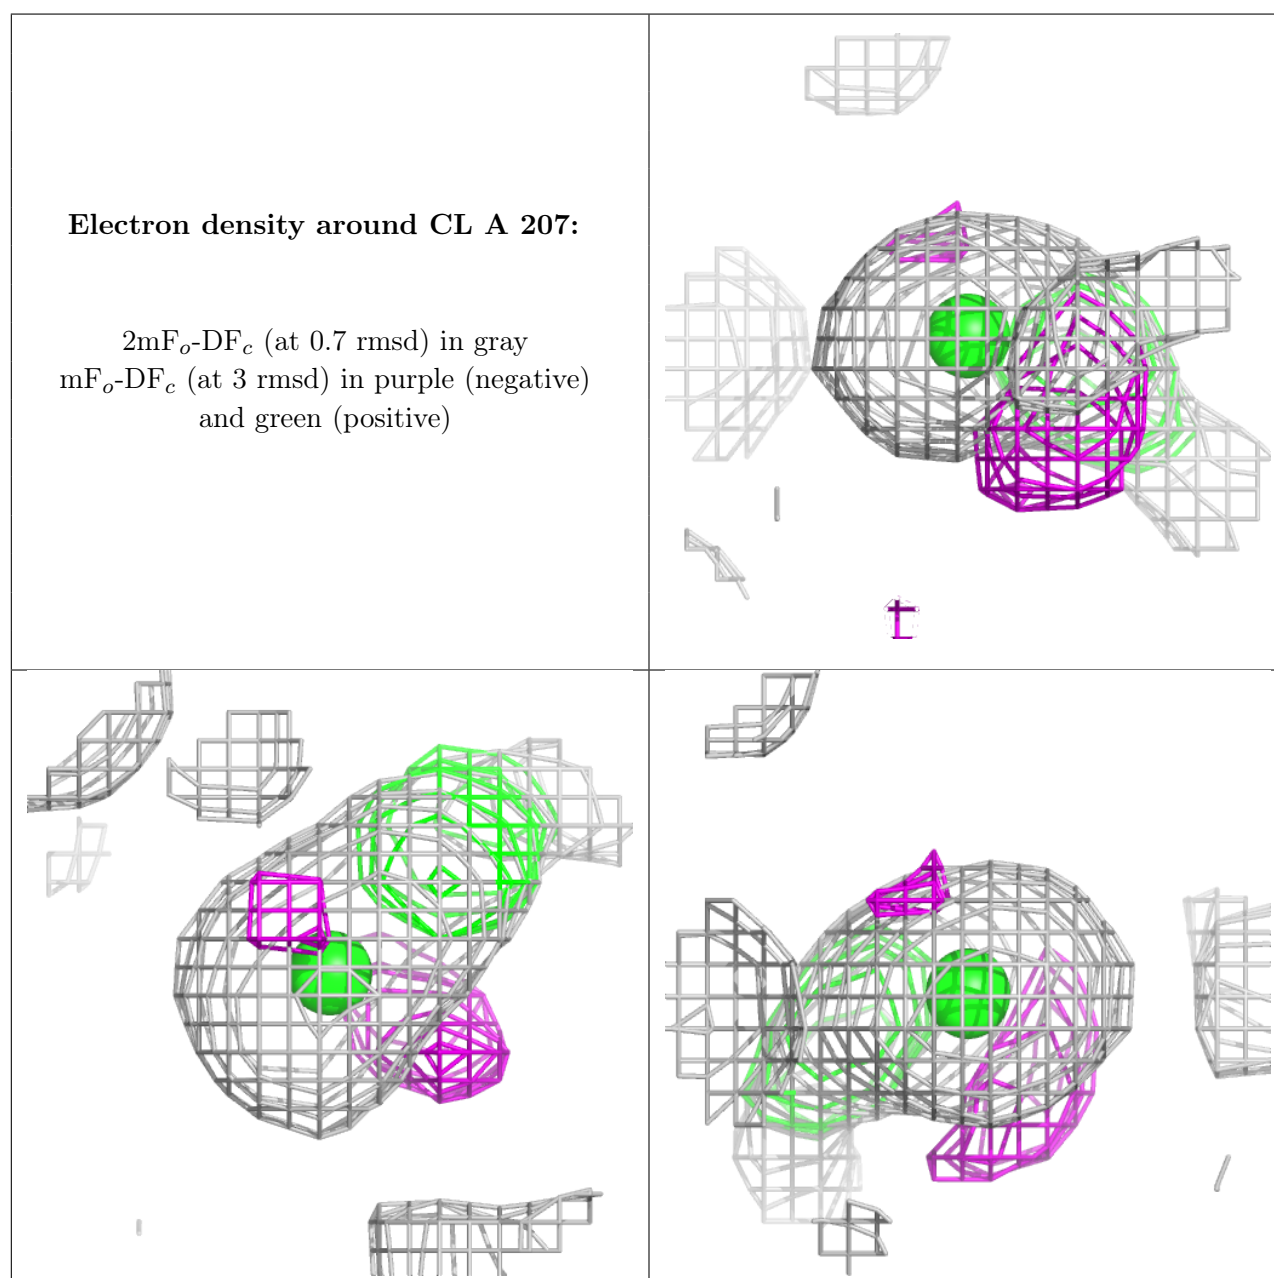 Electron density around CL A 207:
2mFo-DFc (at 0.7 rmsd) in gray
mFo-DFc (at 3 rmsd) in purple (negative)
and green (positive)